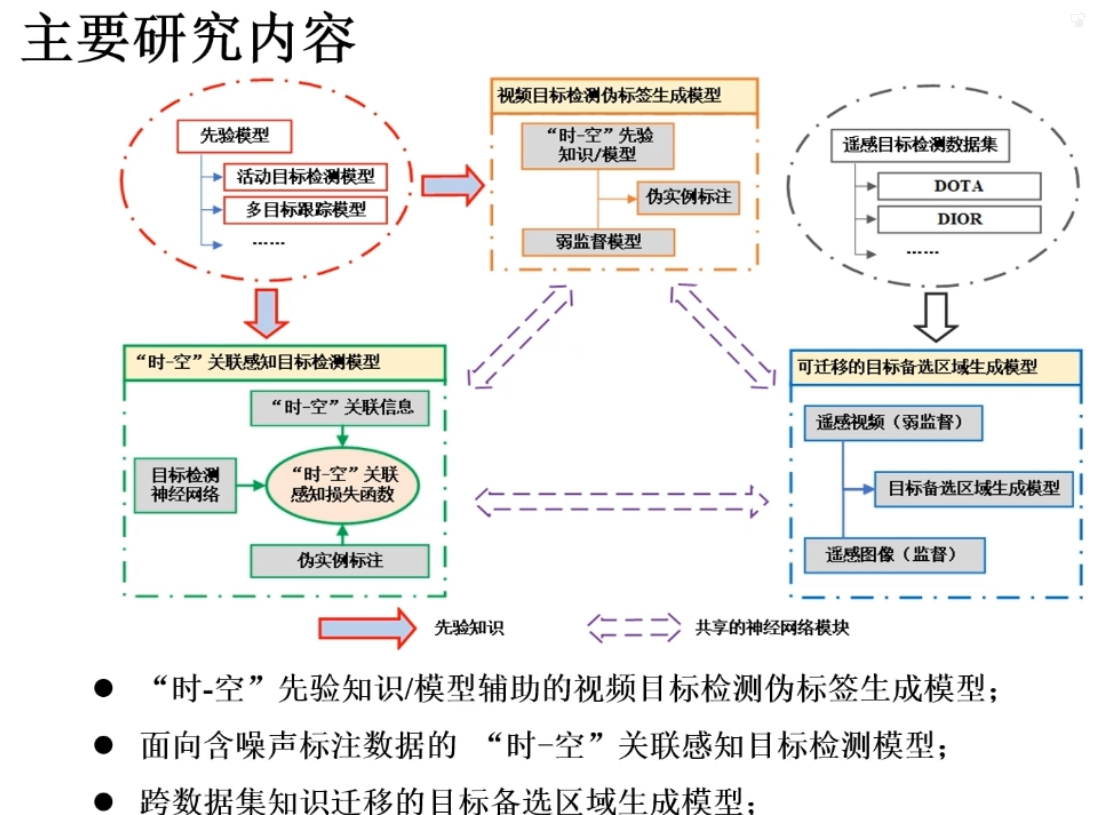 主要研究内容
先验模型
活动目标检测模型
多目标跟踪模型
······
视频目标检测伪标签生成模型
“时-空”先验
知识/模型
伪实例标注
弱监督模型
遥感目标检测数据集
DOTA
DIOR
······
“时-空”关联感知目标检测模型
“时-空”关联信息
目标检测
神经网络
“时-空”关联
感知损失函数
伪实例标注
可迁移的目标备选区域生成模型
遥感视频（弱监督）
目标备选区域生成模型
遥感图像（监督）
先验知识
共享的神经网络模块
● “时-空”先验知识/模型辅助的视频目标检测伪标签生成模型；
● 面向含噪声标注数据的 “时-空”关联感知目标检测模型；
● 跨数据集知识迁移的目标备选区域生成模型；